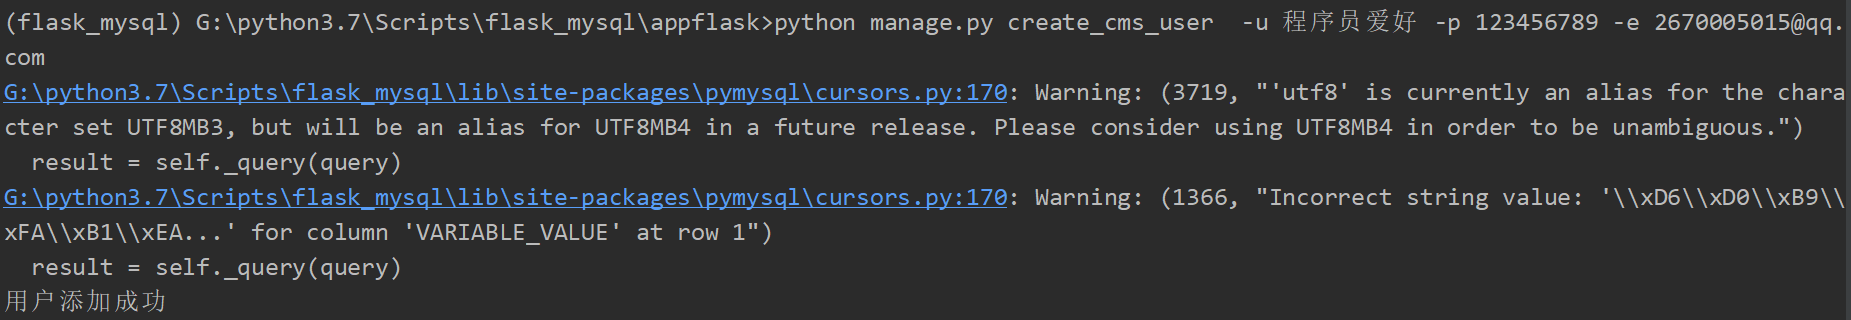 (flask_mysql) G:\python3.7\Scripts\flask_mysql\appflask>python manage.py create_cms_user  -u 程序员爱好 -p 123456789 -e 2670005015@qq.
com
G:\python3.7\Scripts\flask_mysql\lib\site-packages\pymysql\cursors.py:170: Warning: (3719, "'utf8' is currently an alias for the chara
cter set UTF8MB3, but will be an alias for UTF8MB4 in a future release. Please consider using UTF8MB4 in order to be unambiguous.")
  result = self._query(query)
G:\python3.7\Scripts\flask_mysql\lib\site-packages\pymysql\cursors.py:170: Warning: (1366, "Incorrect string value: '\\xD6\\xD0\\xB9\\
xFA\\xB1\\xEA...' for column 'VARIABLE_VALUE' at row 1")
  result = self._query(query)
用户添加成功